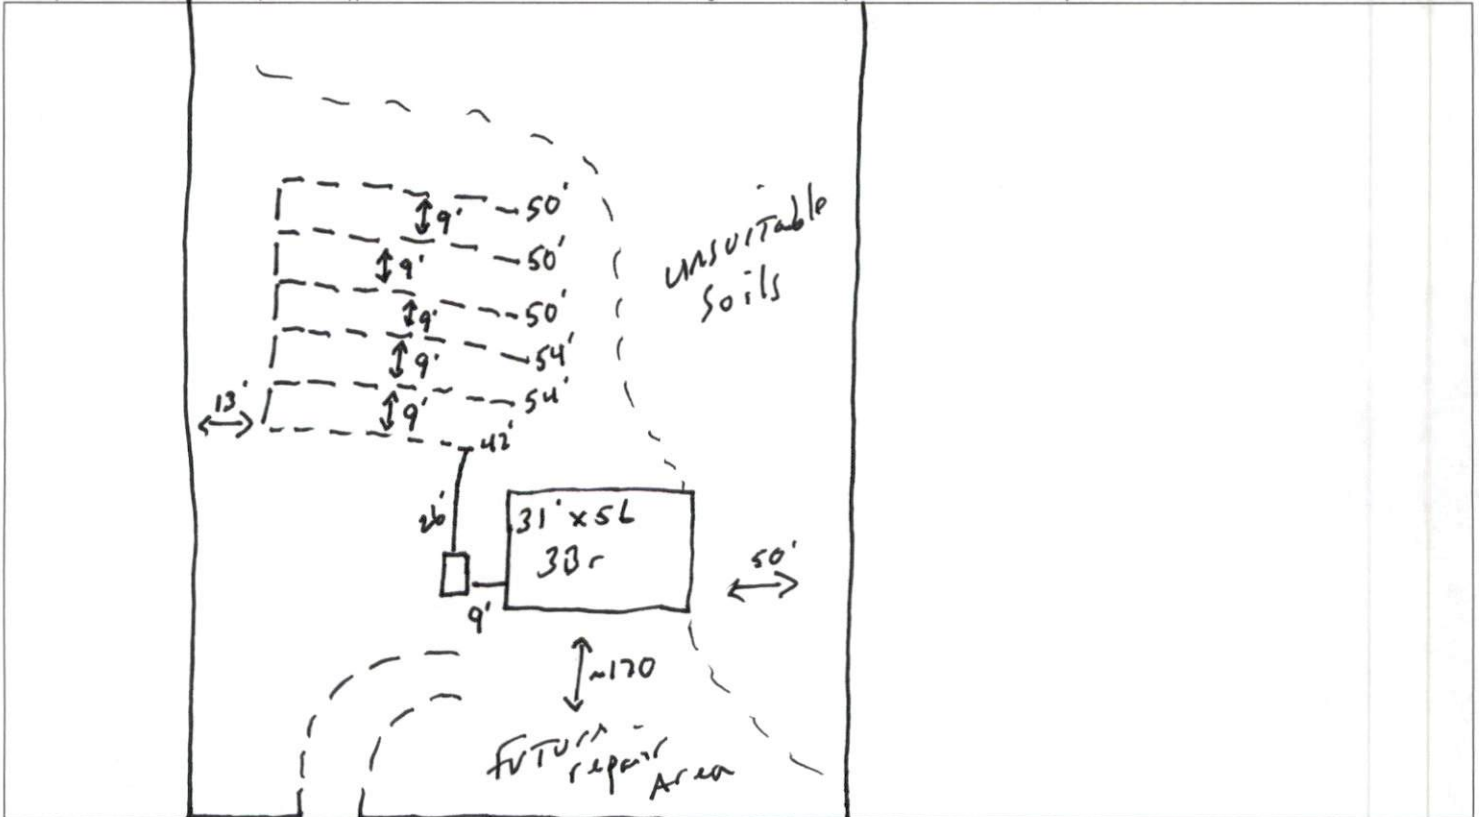 50'
9'
50'
9'
50'
9'
54'
9'
54'
9'
42'
13'
unsuitable
soils
26'
31' x 56
3Br
9'
50'
~170
Future
repair
Area